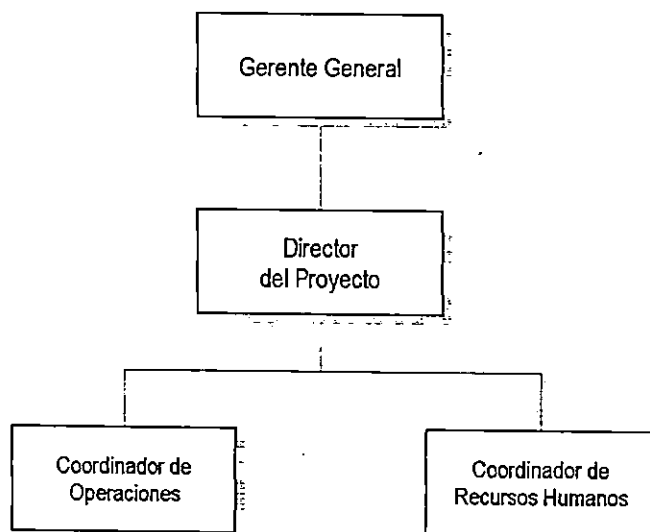 Gerente General
Director
del Proyecto
Coordinador de
Operaciones
Coordinador de
Recursos Humanos